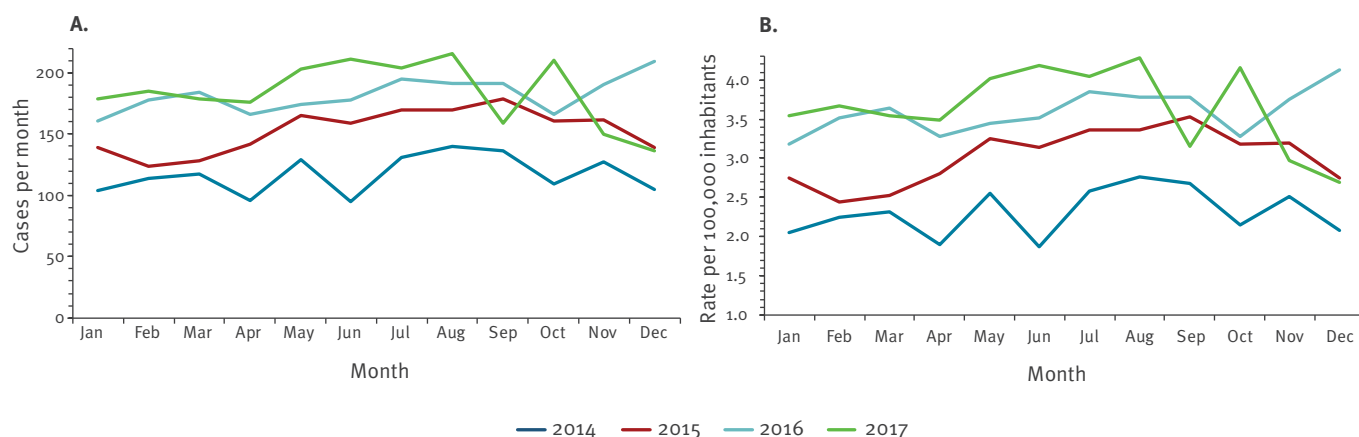 A.
Cases per month
200
150
100
50
0
Jan Feb Mar Apr May Jun Jul Aug Sep Oct Nov Dec
Month
B.
Rate per 100,000 inhabitants
4.0
3.5
3.0
2.5
2.0
1.5
1.0
Jan Feb Mar Apr May Jun Jul Aug Sep Oct Nov Dec
Month
2014 2015 2016 2017